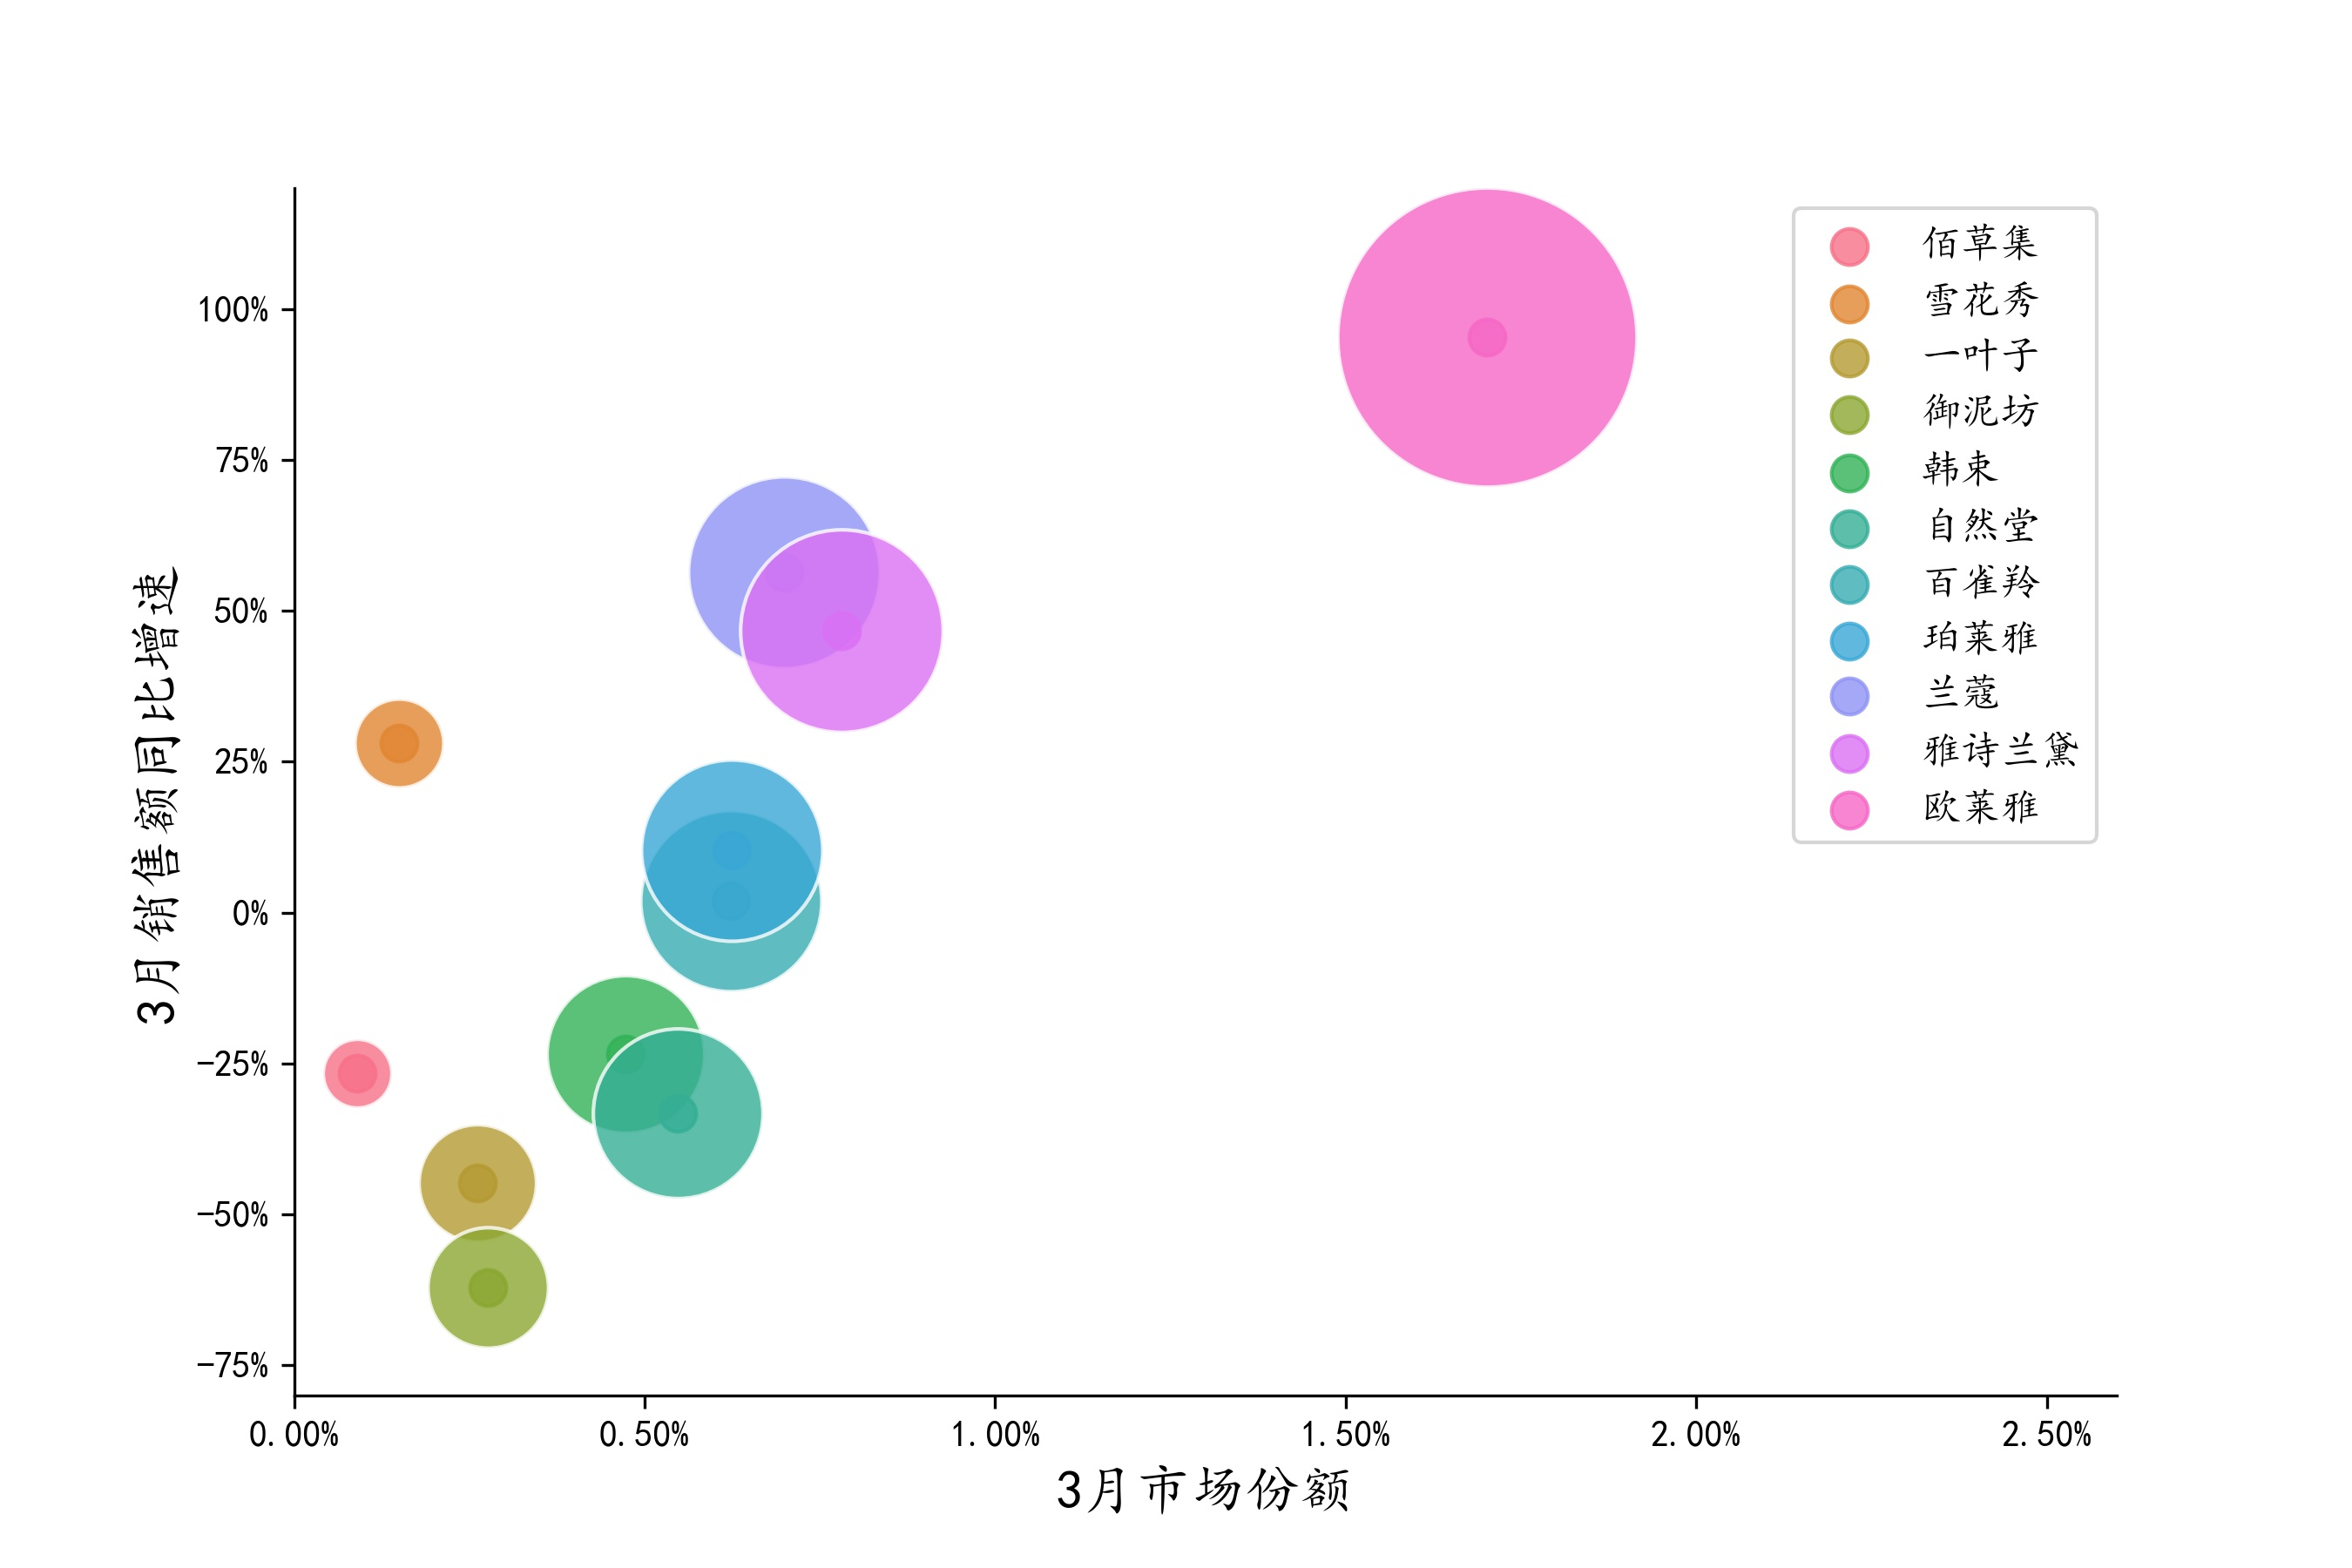 3月销售额同比增速
100%
75%
50%
25%
0%
−25%
−50%
−75%
0.00%
0.50%
1.00%
1.50%
2.00%
2.50%
3月市场份额
佰草集
雪花秀
一叶子
御泥坊
韩束
自然堂
百雀羚
珀莱雅
兰蔻
雅诗兰黛
欧莱雅